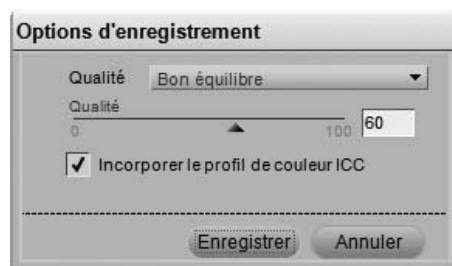 Options d'enregistrement
Qualité Bon équilibre
Qualité
0 100 60
Incorporer le profil de couleur ICC
Enregistrer Annuler